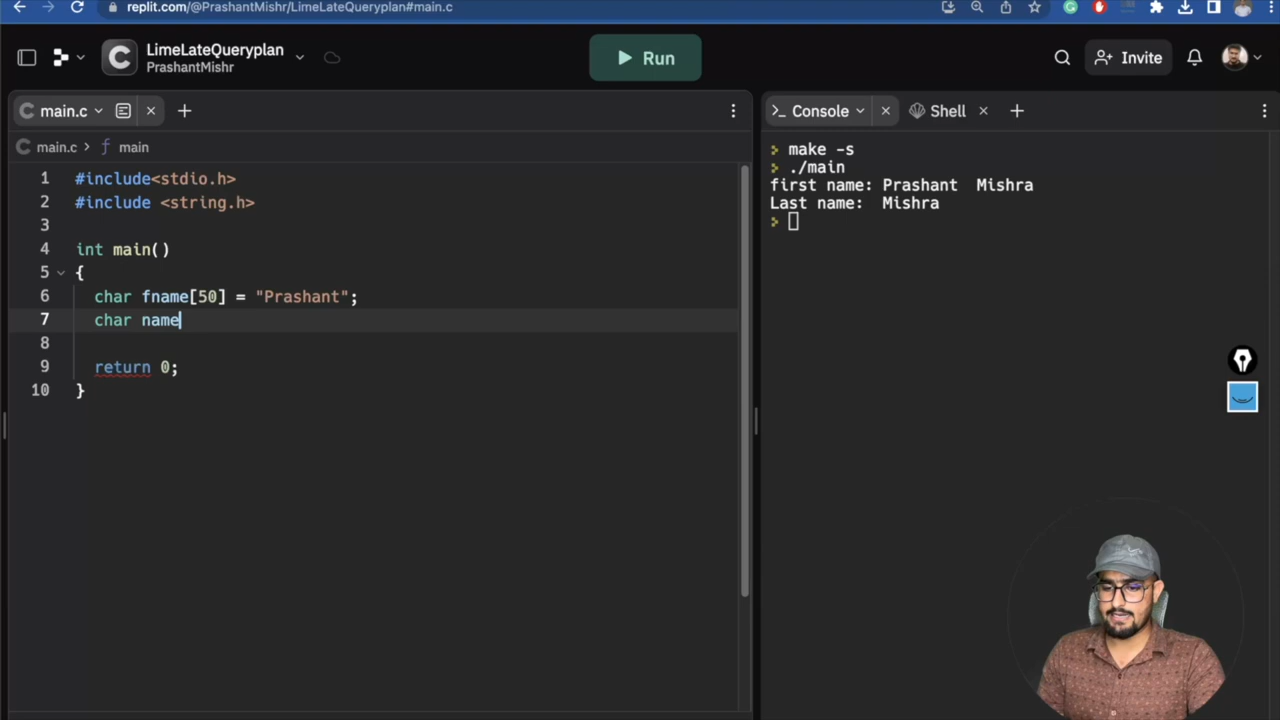 replit.com/@PrashantMishr/LimeLateQueryplan#main.c
LimeLateQueryplan
PrashantMishr
Run
Invite
main.c
Console
Shell
main.c > main
1 #include<stdio.h>
2 #include <string.h>
3
4 int main()
5 {
6 char fname[50] = "Prashant";
7 char name
8
9 return 0;
10 }
> make -s
> ./main
first name: Prashant  Mishra
Last name:  Mishra
>